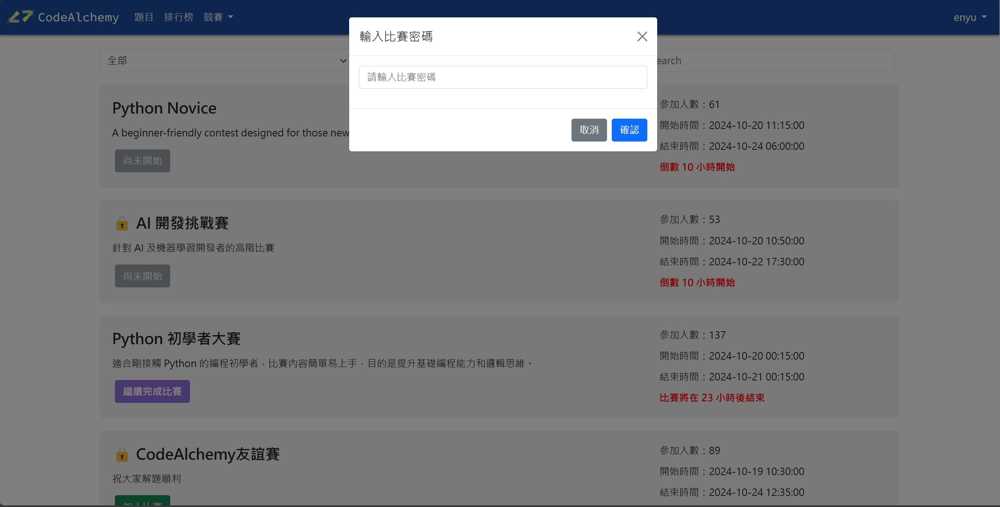 CodeAlchemy 題目 排行榜 競賽 enyu
輸入比賽密碼
請輸入比賽密碼
取消 確認
全部
earch
Python Novice
A beginner-friendly contest designed for those new
尚未開始
參加人數：61
開始時間：2024-10-20 11:15:00
結束時間：2024-10-24 06:00:00
倒數 10 小時開始
AI 開發挑戰賽
針對 AI 及機器學習開發者的高階比賽
尚未開始
參加人數：53
開始時間：2024-10-20 10:50:00
結束時間：2024-10-22 17:30:00
倒數 10 小時開始
Python 初學者大賽
適合剛接觸 Python 的編程初學者，比賽內容簡單易上手，目的是提升基礎編程能力和邏輯思維。
繼續完成比賽
參加人數：137
開始時間：2024-10-20 00:15:00
結束時間：2024-10-21 00:15:00
比賽將在 23 小時後結束
CodeAlchemy友誼賽
祝大家解題順利
加入比賽
參加人數：89
開始時間：2024-10-19 10:30:00
結束時間：2024-10-24 12:35:00